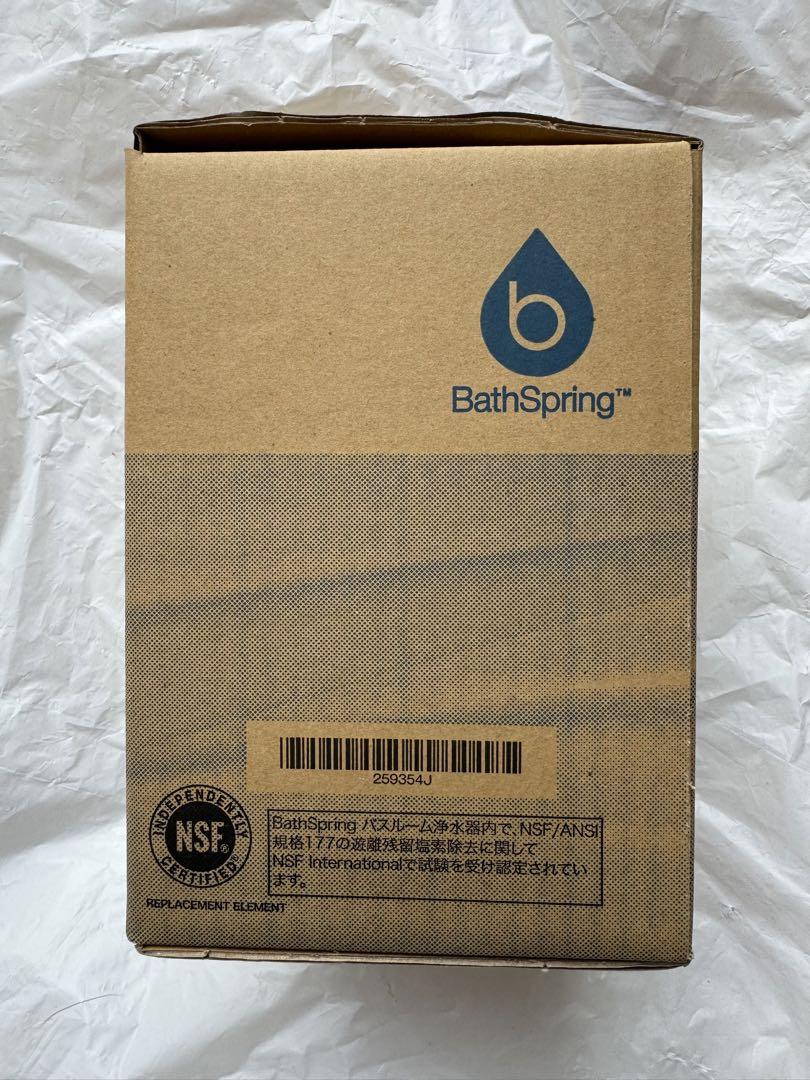 b
BathSpring™
259354J
INDEPENDENTLY
NSF®
CERTIFIED®
BathSpring バスルーム浄水器内で、NSF/ANSI
規格177の遊離残留塩素除去に関して
NSF Internationalで試験を受け認定されてい
ます。
REPLACEMENT ELEMENT